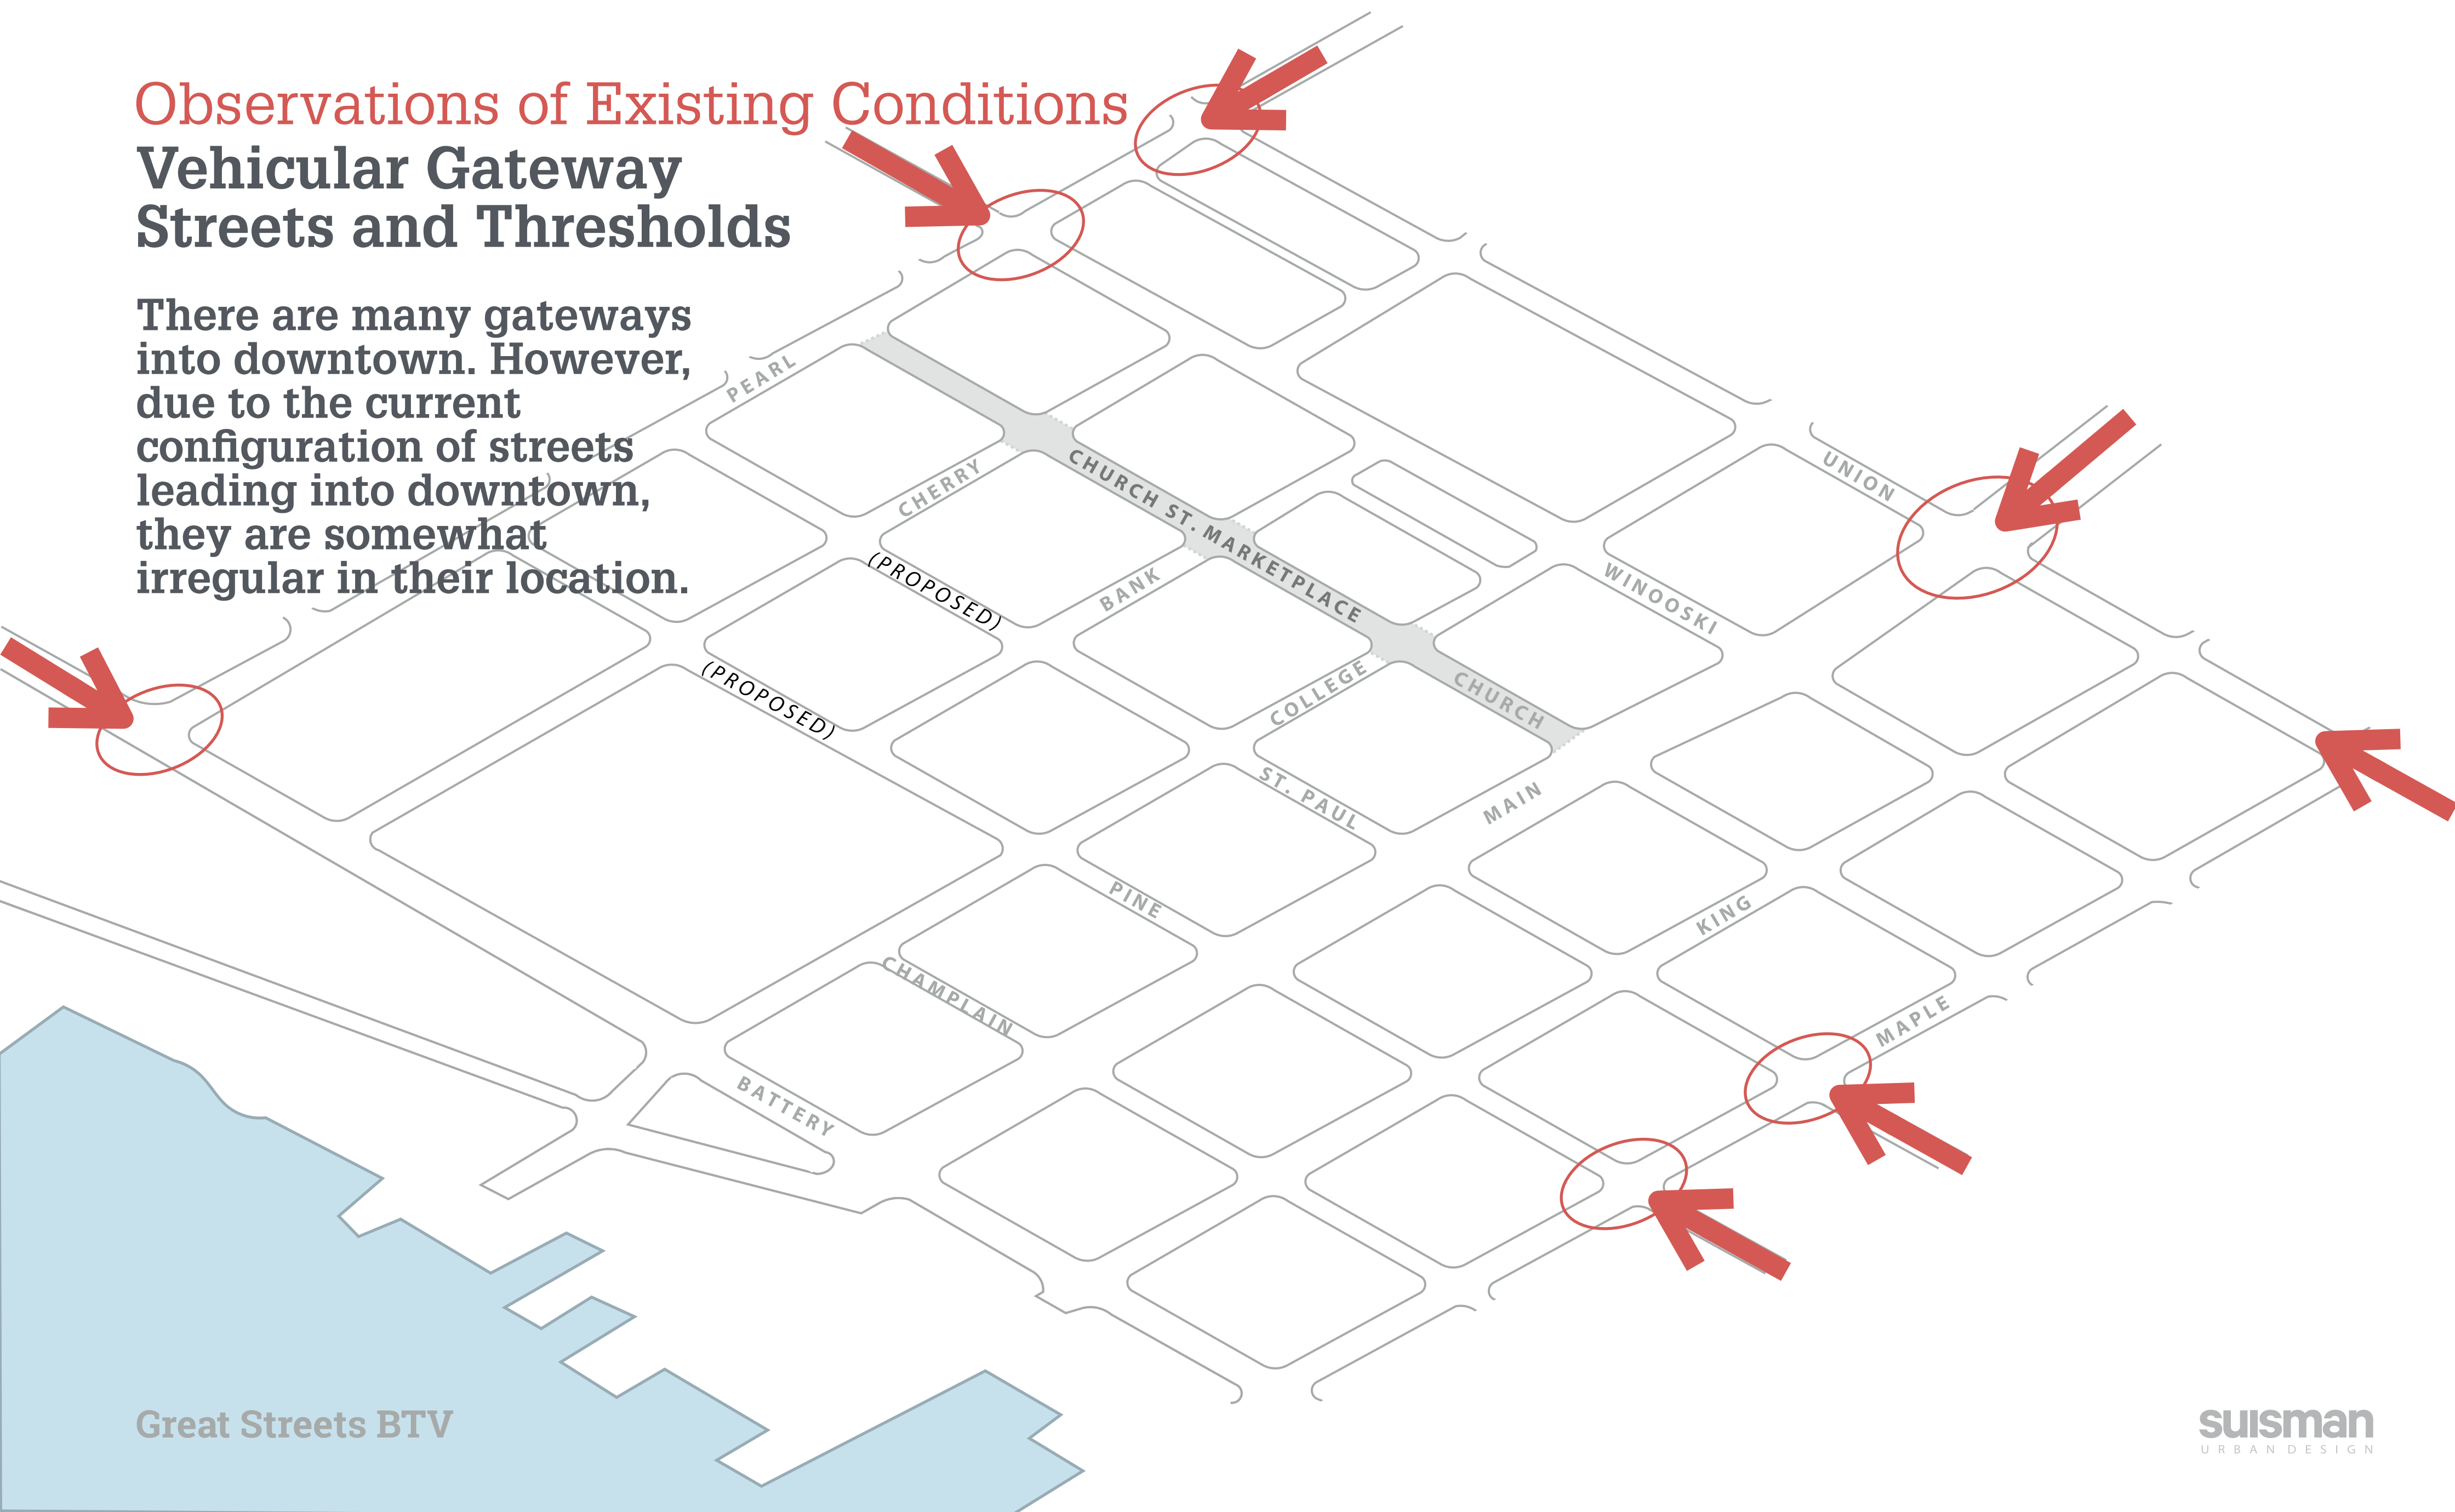 Observations of Existing Conditions
Vehicular Gateway
Streets and Thresholds
There are many gateways
into downtown. However,
due to the current
configuration of streets
leading into downtown,
they are somewhat
irregular in their location.
PEARL
CHERRY
(PROPOSED)
(PROPOSED)
BANK
CHURCH ST. MARKETPLACE
COLLEGE
CHURCH
UNION
WINOOSKI
ST. PAUL
MAIN
PINE
KING
CHAMPLAIN
MAPLE
BATTERY
Great Streets BTV
suisman
URBAN DESIGN